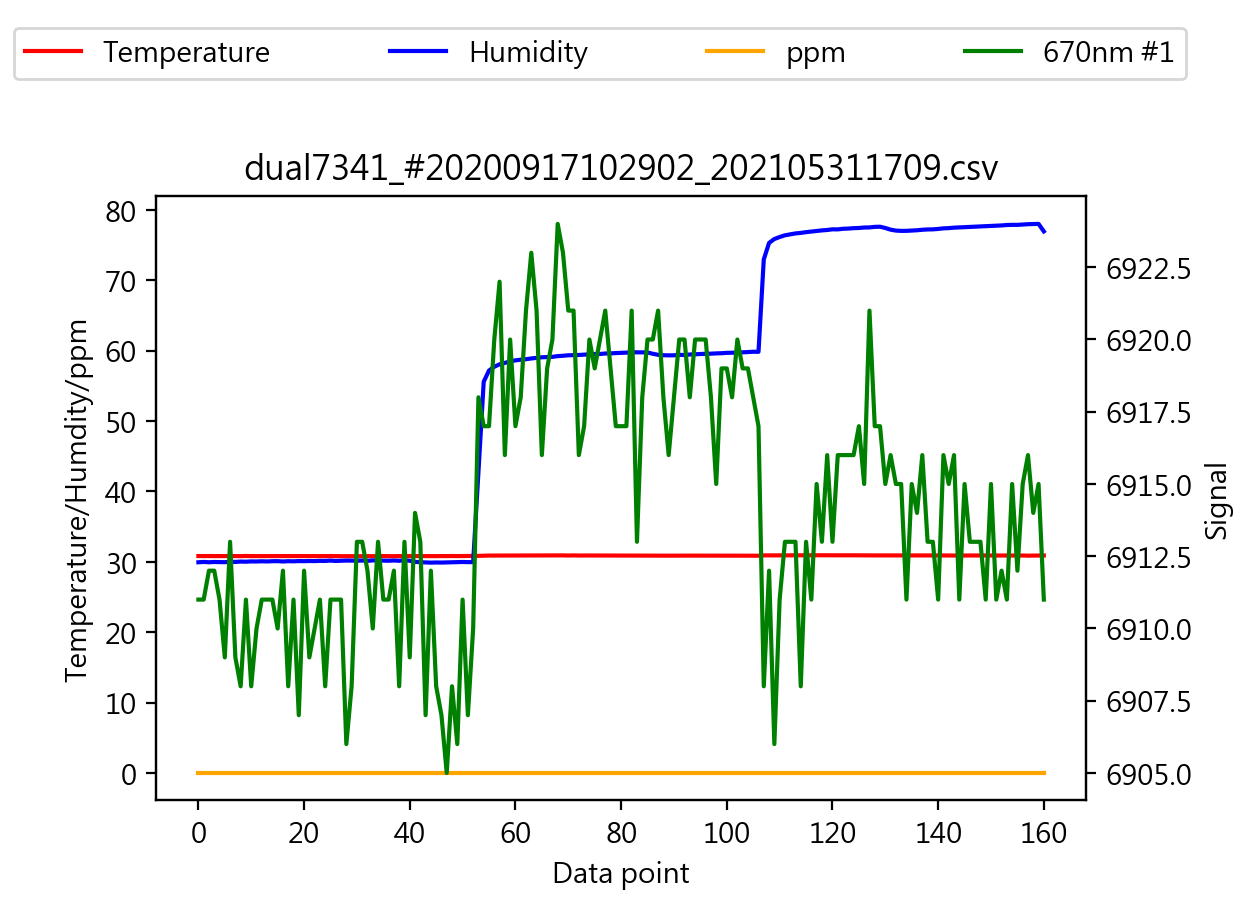 Temperature Humidity ppm 670nm #1
dual7341_#20200917102902_202105311709.csv
80
70
60
50
40
30
20
10
0
Temperature/Humdity/ppm
6922.5
6920.0
6917.5
6915.0
6912.5
6910.0
6907.5
6905.0
Signal
0 20 40 60 80 100 120 140 160
Data point